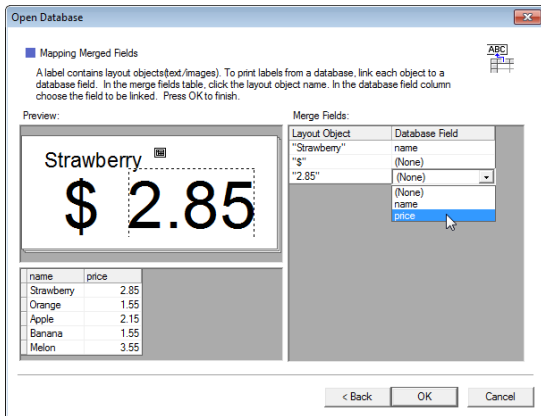 Open Database
Mapping Merged Fields
ABC
A label contains layout objects(text/images). To print labels from a database, link each object to a
database field. In the merge fields table, click the layout object name. In the database field column
choose the field to be linked. Press OK to finish.
Preview:
Strawberry
$ 2.85
name price
Strawberry 2.85
Orange 1.55
Apple 2.15
Banana 1.55
Melon 3.55
Merge Fields:
Layout Object Database Field
"Strawberry" name
"$" (None)
"2.85" (None)
(None)
name
price
< Back OK Cancel